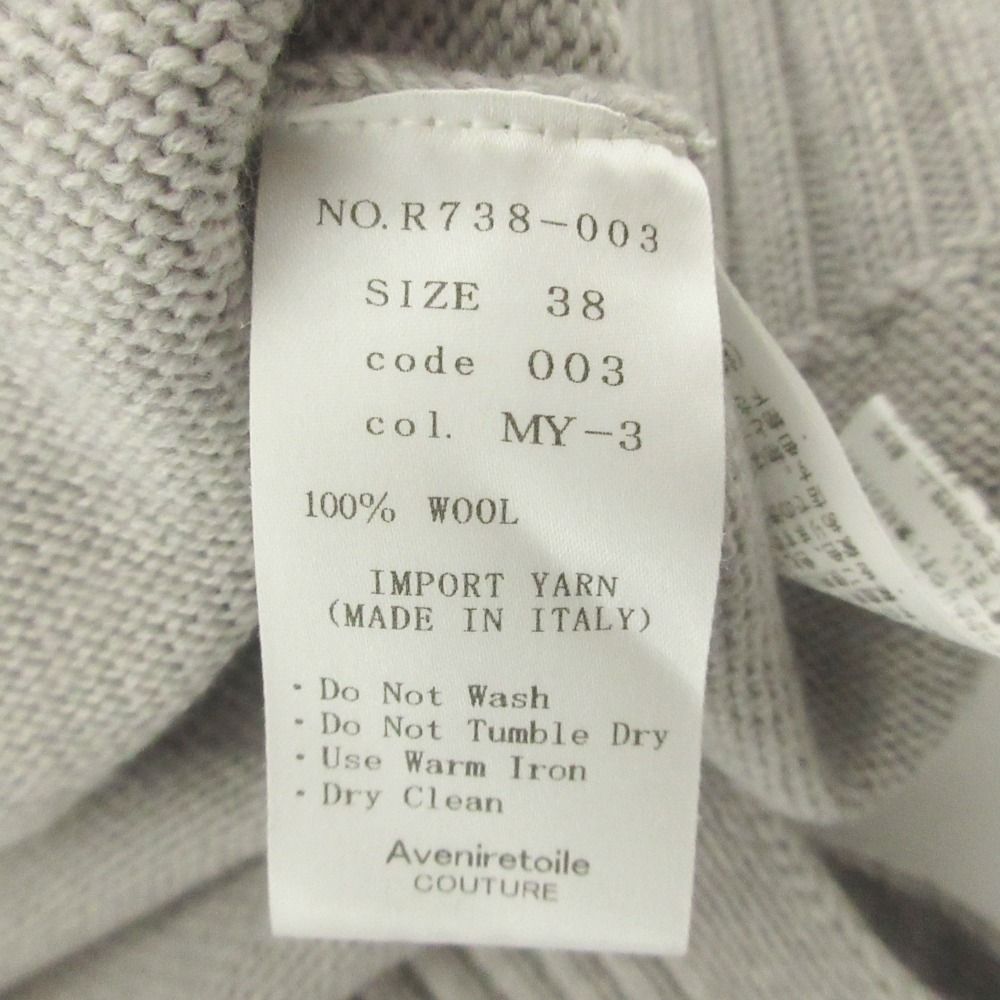 NO.R738-003
SIZE 38
code 003
col. MY-3
100% WOOL
IMPORT YARN
(MADE IN ITALY)
・Do Not Wash
・Do Not Tumble Dry
・Use Warm Iron
・Dry Clean
Aveniretoile
COUTURE